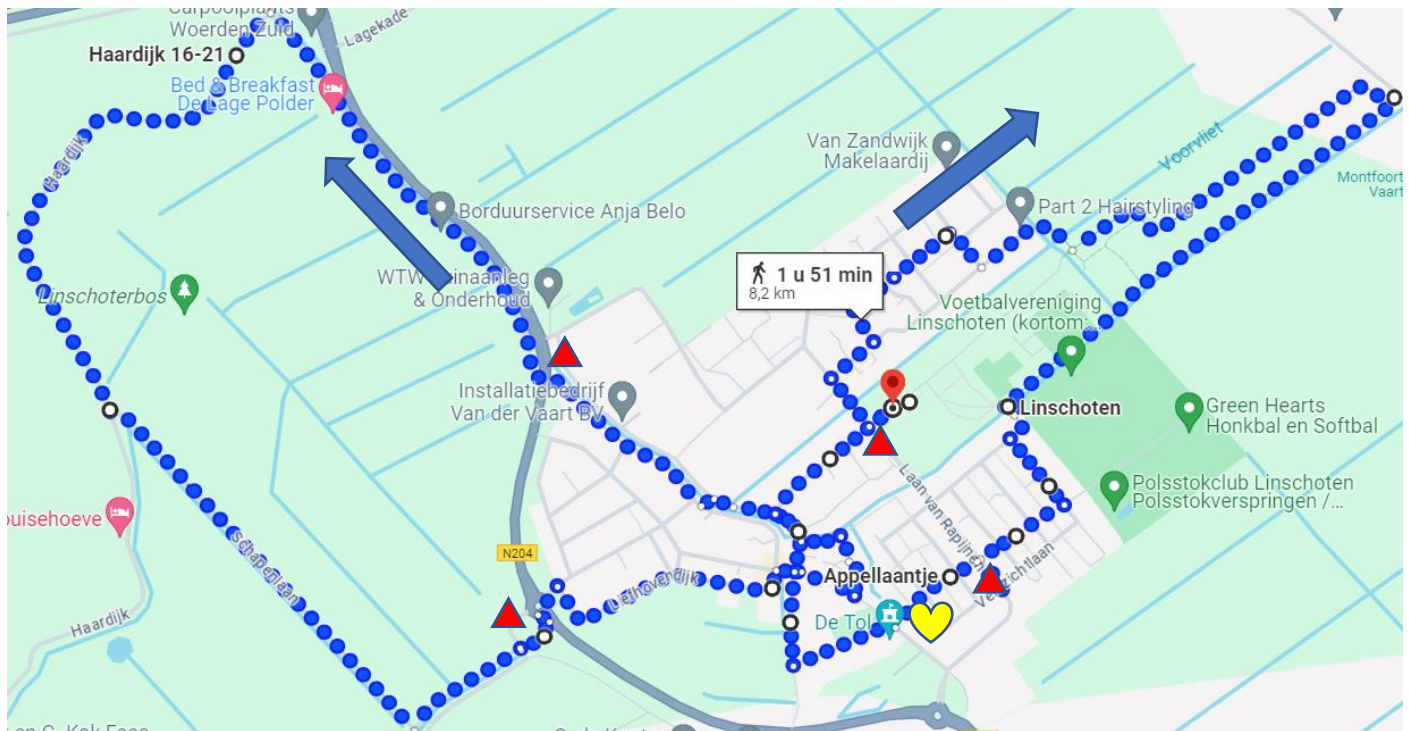 Carpoolplaats
Woerden Zuid
Lagekade
Haardijk 16-21
Bed & Breakfast
De Lage Polder
Haardijk
Van Zandwijk
Makelaardij
Voorvliet
Montfoort
Vaart
Borduurservice Anja Belo
Part 2 Hairstyling
WTW
& Onderhoud
1 u 51 min
8,2 km
Linschoterbos
Voetbalvereniging
Linschoten (kortom:...
Installatiebedrijf
Van der Vaart BV
Linschoten
Green Hearts
Honkbal en Softbal
Polsstokclub Linschoten
Polsstokverspringen /...
Laan van Rapijnen
ouisehoeve
Schapenlaan
N204
Liefhoverdijk
Appellaantje
Haardijk
De Tol